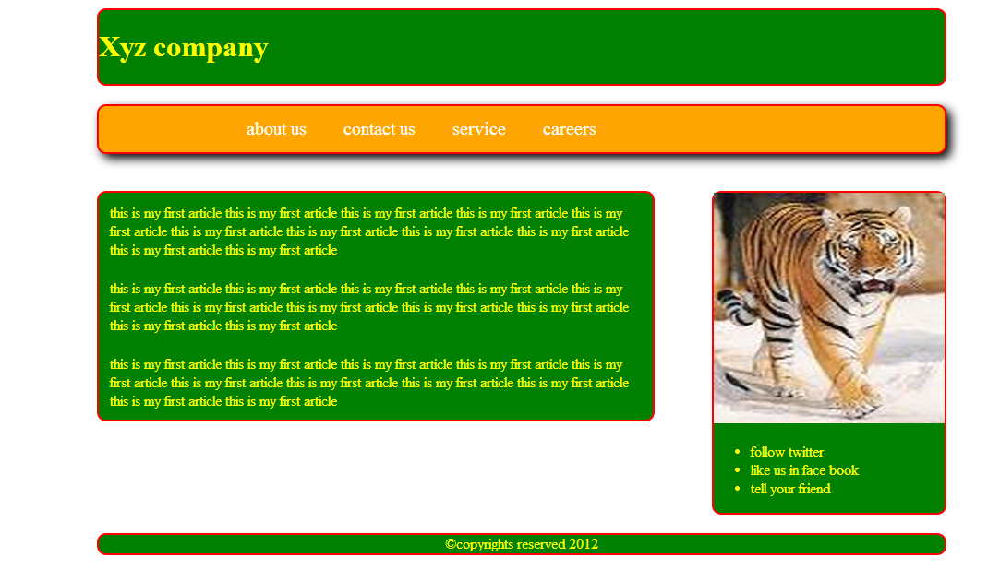 Xyz company
about us contact us service careers
this is my first article this is my first article this is my first article this is my first article this is my
first article this is my first article this is my first article this is my first article this is my first article
this is my first article this is my first article
this is my first article this is my first article this is my first article this is my first article this is my
first article this is my first article this is my first article this is my first article this is my first article
this is my first article this is my first article
this is my first article this is my first article this is my first article this is my first article this is my
first article this is my first article this is my first article this is my first article this is my first article
this is my first article this is my first article
• follow twitter
• like us in face book
• tell your friend
©copyrights reserved 2012